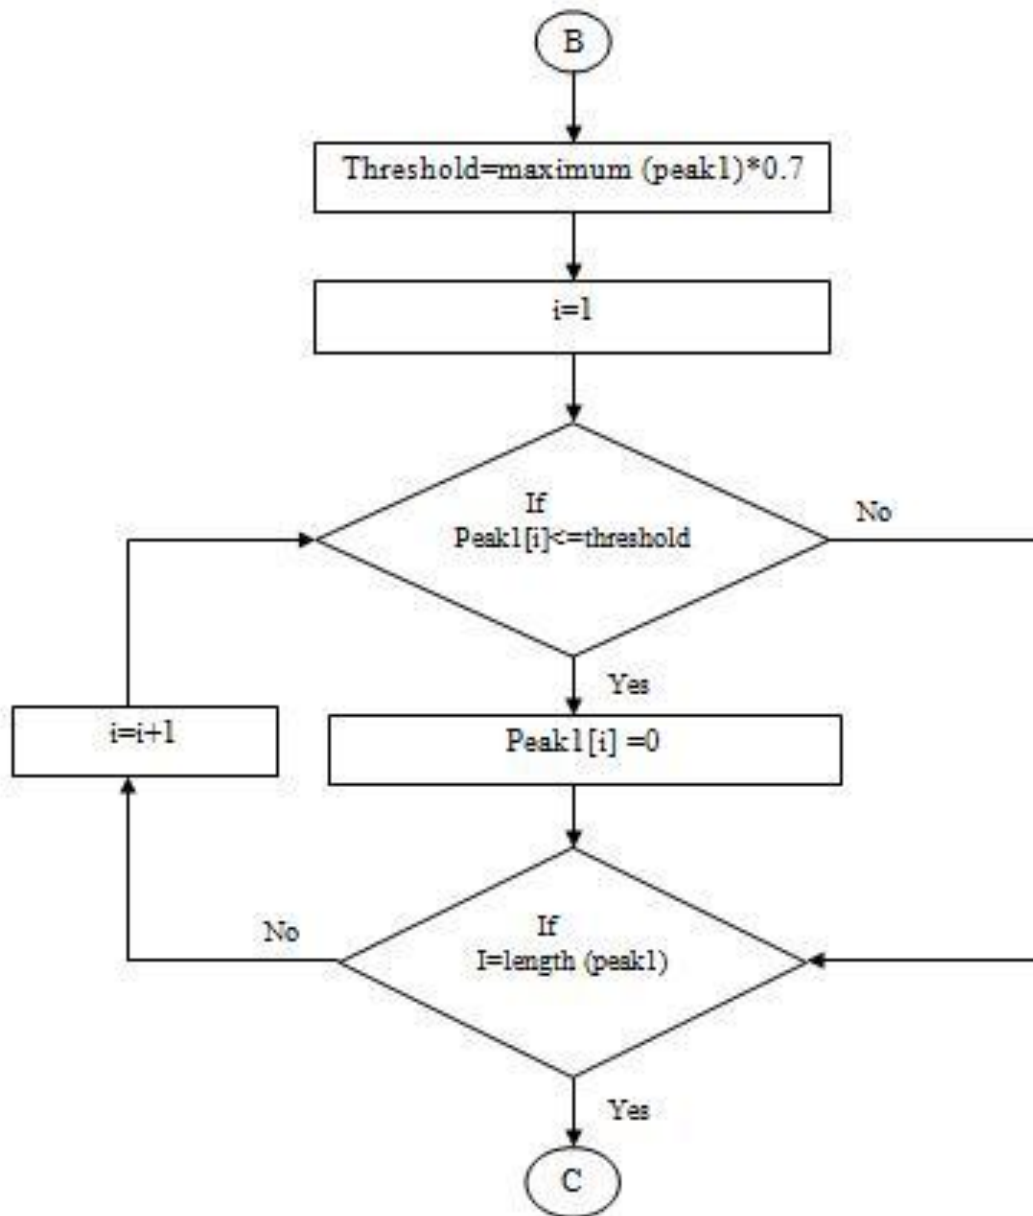 B
Threshold=maximum (peak1)*0.7
i=1
If
Peak1[i]<=threshold
No
Yes
i=i+1
Peak1[i] =0
No
If
I=length (peak1)
Yes
C